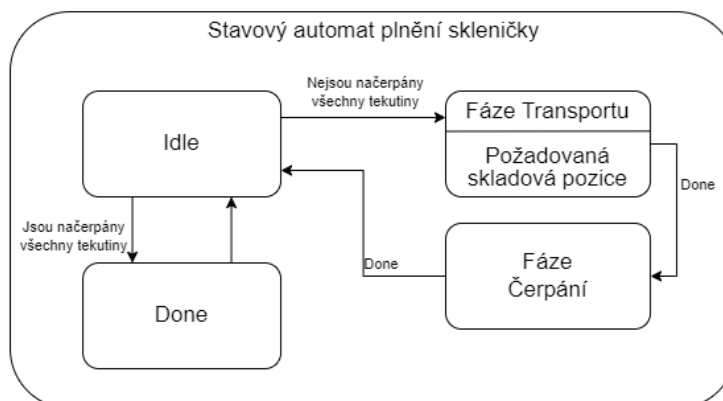 Stavový automat plnění skleničky
Nejsou načerpány
všechny tekutiny
Idle
Fáze Transportu
Požadovaná
skladová pozice
Done
Jsou načerpány
všechny tekutiny
Done
Fáze
Čerpání
Done